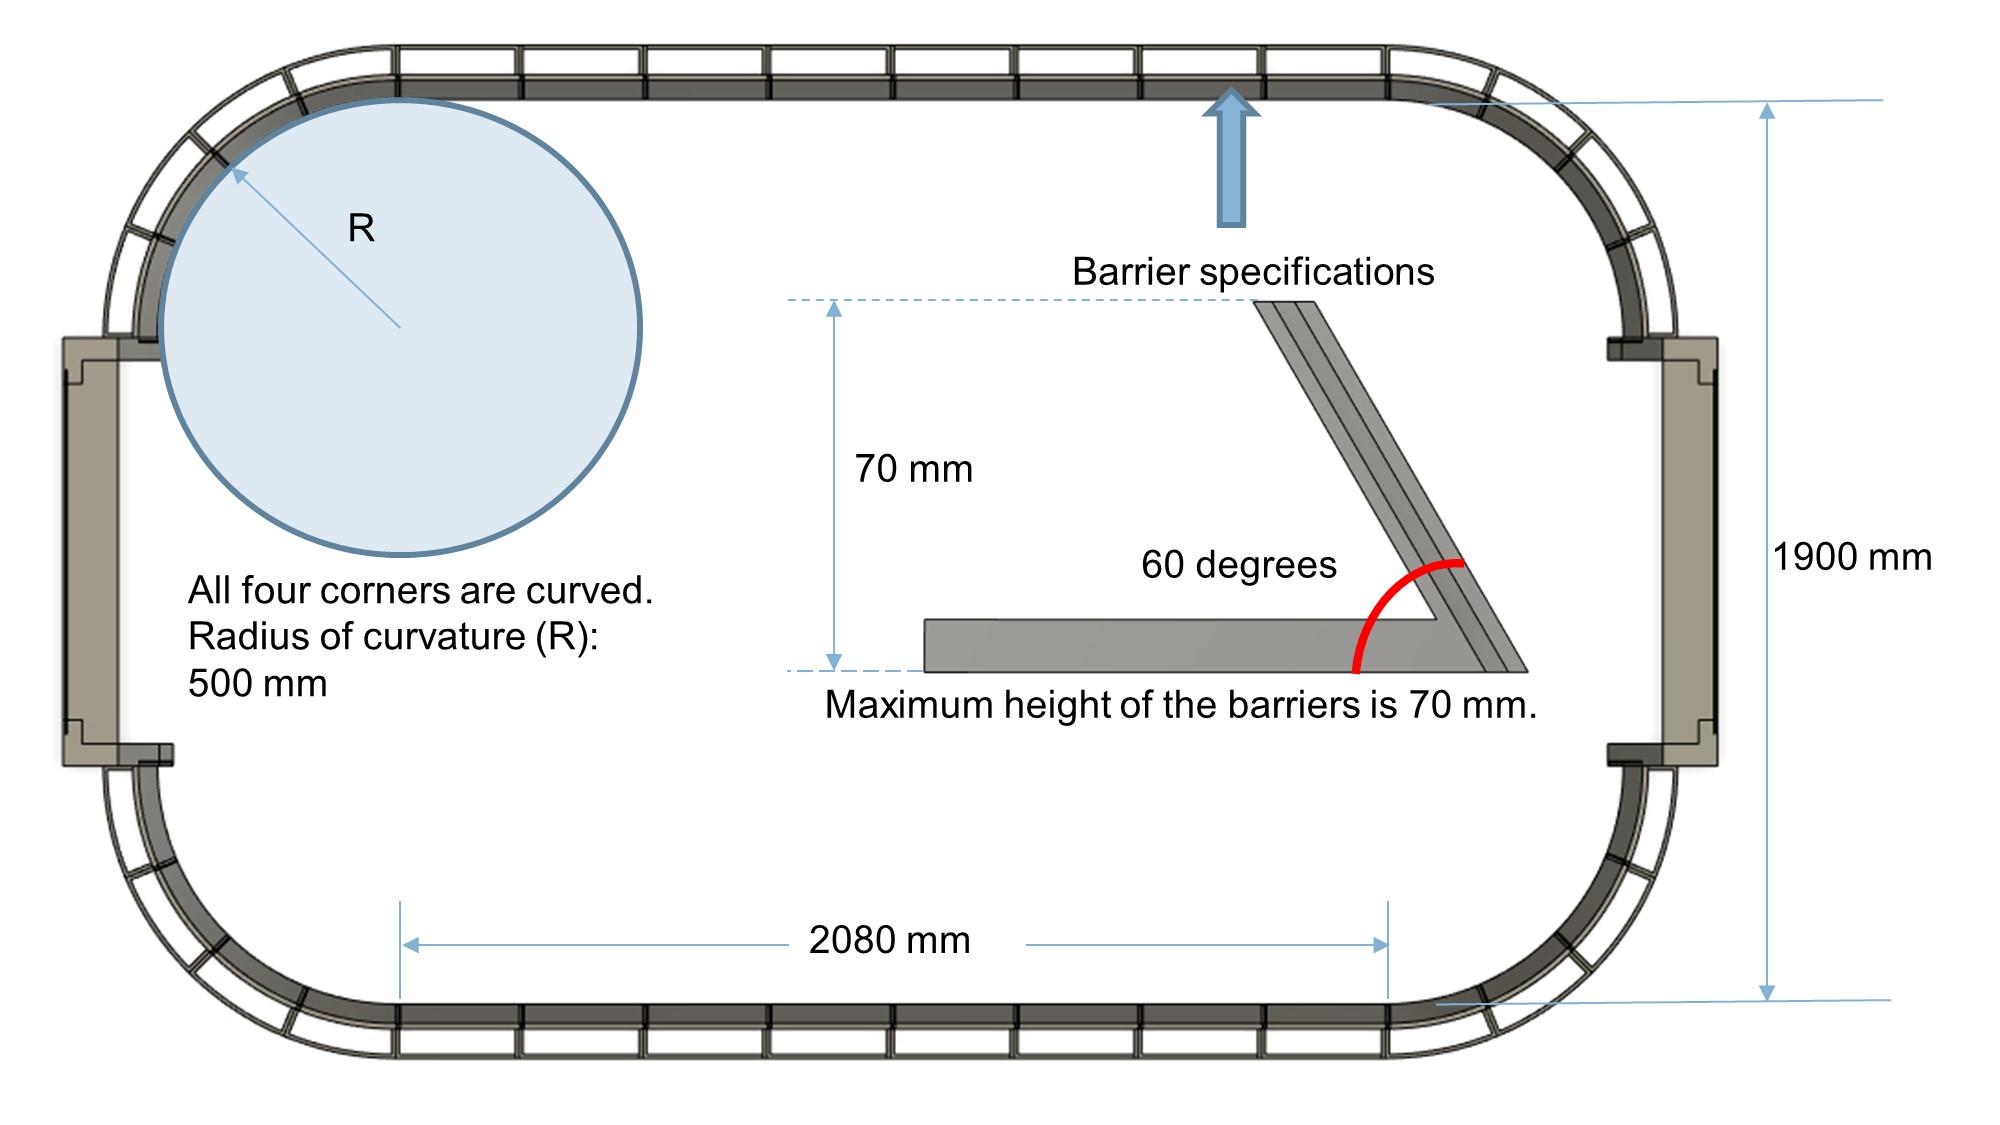 R
Barrier specifications
70 mm
60 degrees
1900 mm
All four corners are curved.
Radius of curvature (R):
500 mm
Maximum height of the barriers is 70 mm.
2080 mm